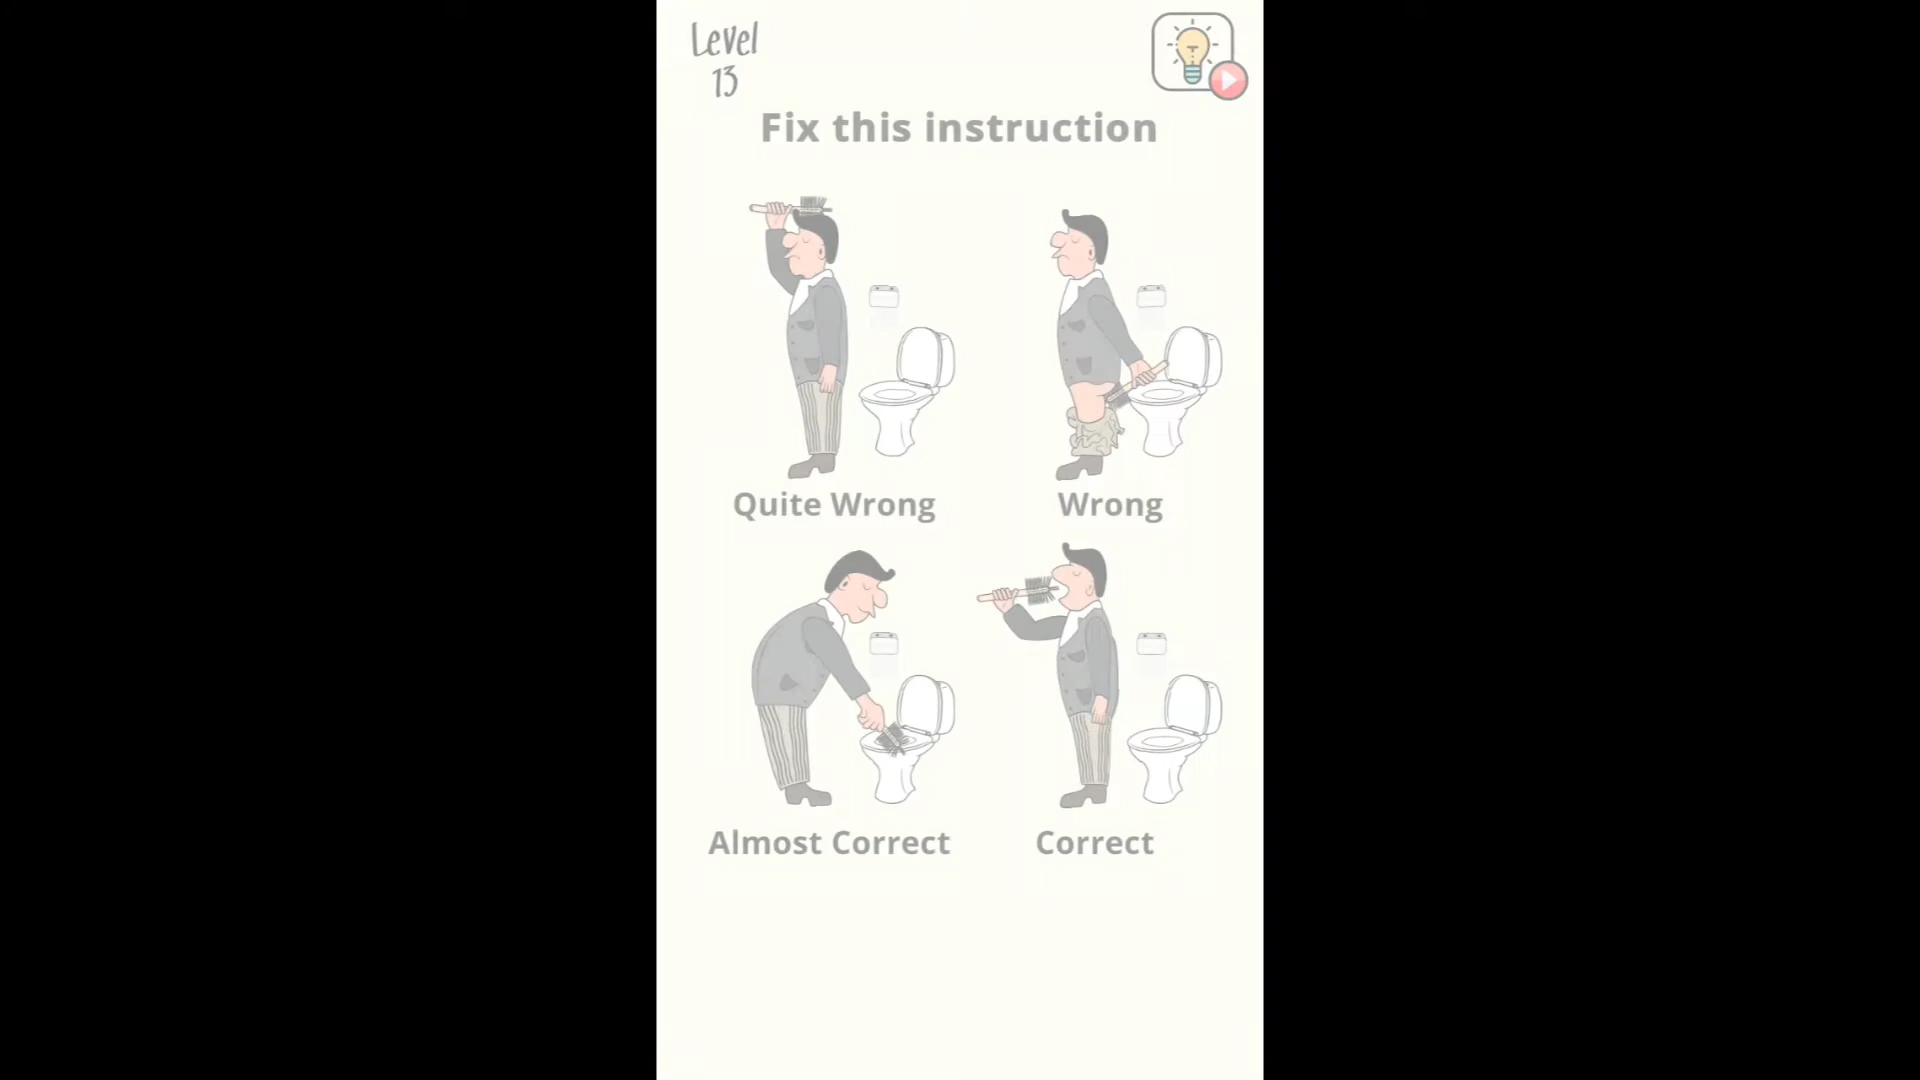 Level
13
Fix this instruction
Quite Wrong
Wrong
Almost Correct
Correct